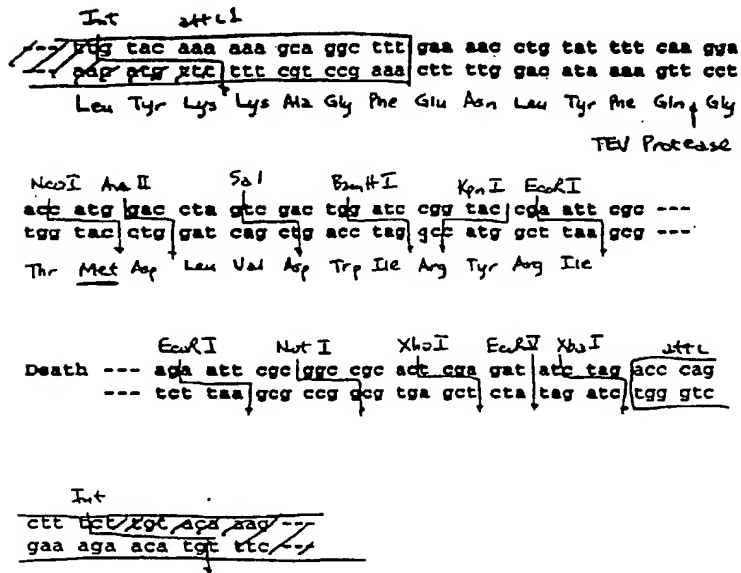 Int attL1
--- ttg tac aaa aaa gca ggc ttt gaa aac ctg tat ttt caa gga
--- aac atg ttt ttt cgt ccg aaa ctt ttg gac ata aaa gtt cct
Leu Tyr Lys Lys Ala Gly Phe Glu Asn Leu Tyr Phe Gln Gly
TEV Protease
NcoI Sal BamHI KpnI EcoRI
acc atg gac cta gtc gac tgg atc cgg tac cga att cgc ---
tgg tac ctg gat cag ctg acc tag gcc atg gct taa gcg ---
Thr Met Asp Leu Val Asp Trp Ile Arg Tyr Arg Ile
EcoRI NotI XhoI EcoRV XbaI attL
Death --- aga att cgc ggc cgc act cga gat atc tag acc cag
--- tct taa gcg ccg gcg tga gct cta tag atc tgg gtc
Int
ctt tct tgt aca aag ---
gaa aga aca tgt ttc ---